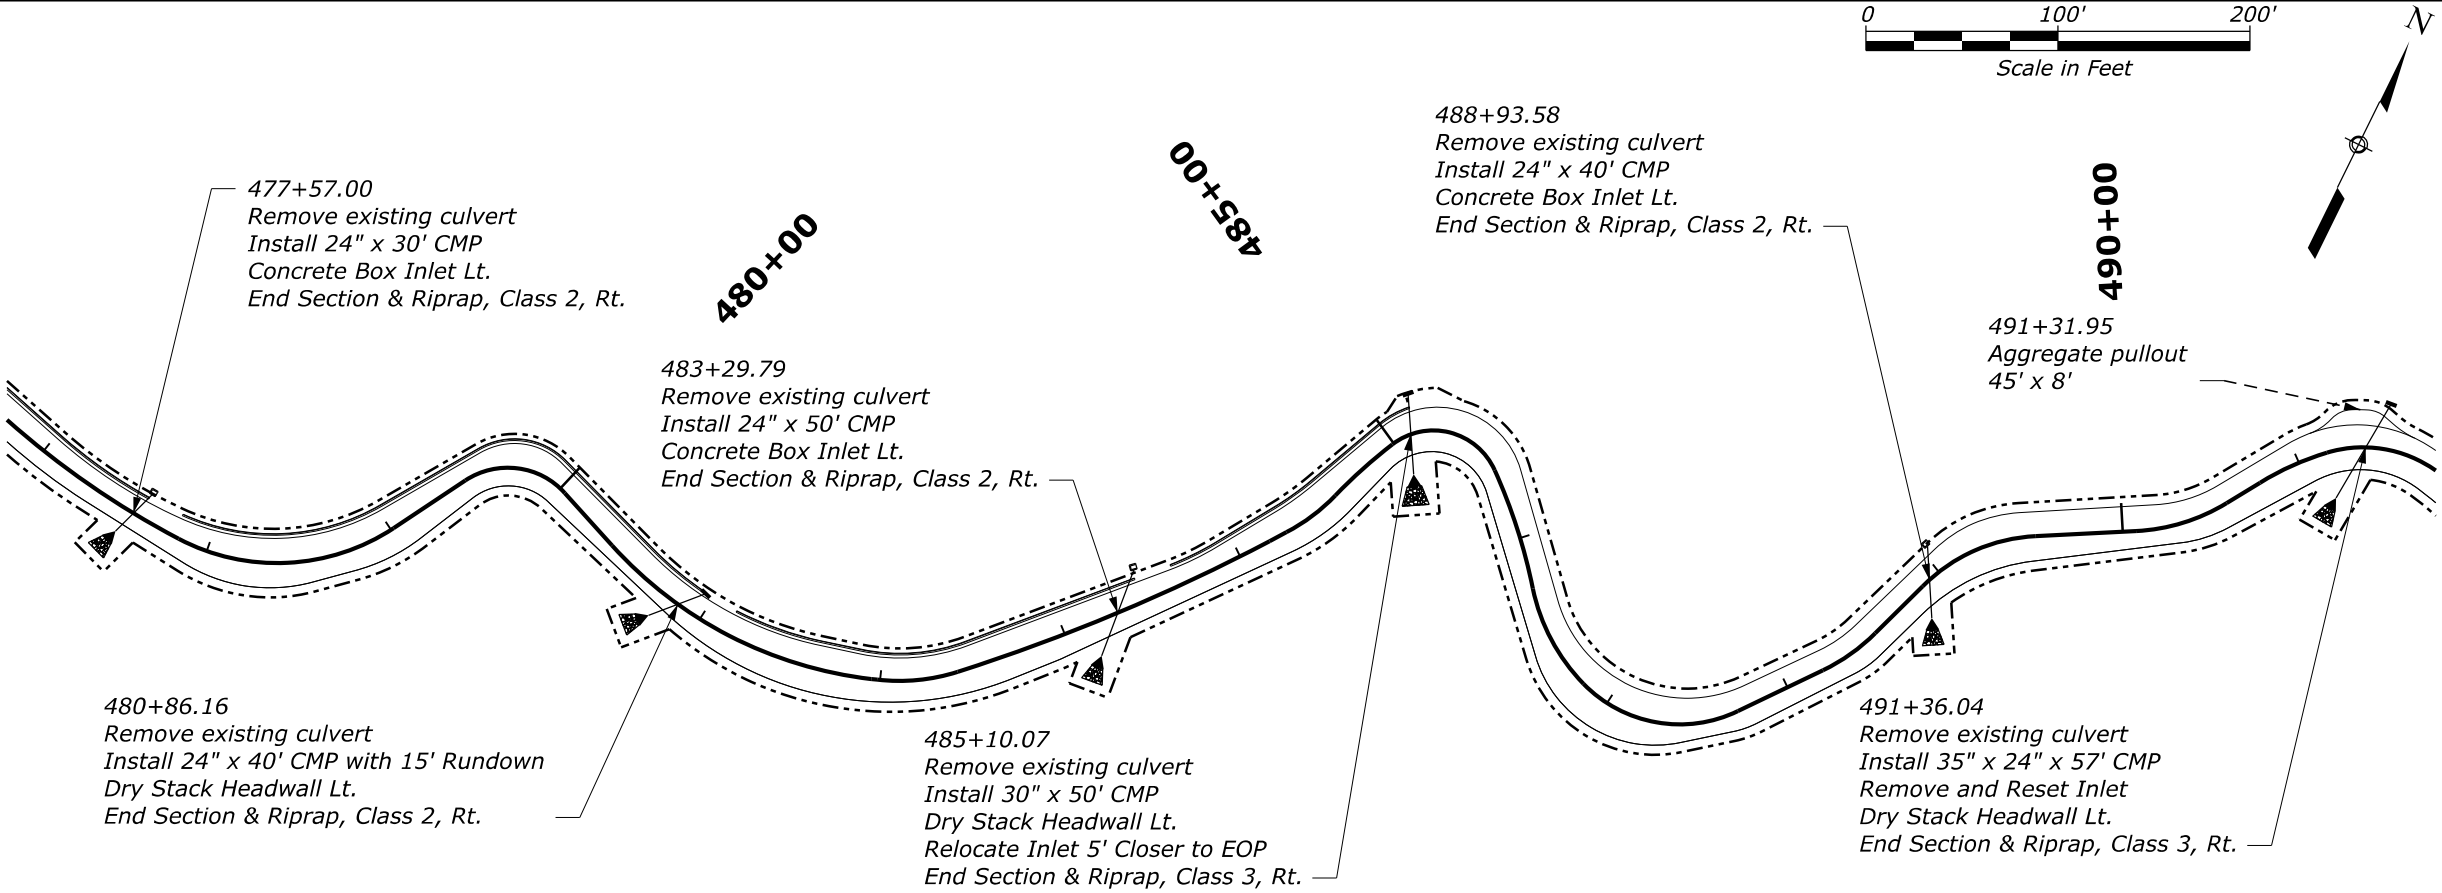 0 100' 200'
Scale in Feet
N
477+57.00
Remove existing culvert
Install 24" x 30' CMP
Concrete Box Inlet Lt.
End Section & Riprap, Class 2, Rt.
480+00
485+00
488+93.58
Remove existing culvert
Install 24" x 40' CMP
Concrete Box Inlet Lt.
End Section & Riprap, Class 2, Rt.
490+00
491+31.95
Aggregate pullout
45' x 8'
483+29.79
Remove existing culvert
Install 24" x 50' CMP
Concrete Box Inlet Lt.
End Section & Riprap, Class 2, Rt.
480+86.16
Remove existing culvert
Install 24" x 40' CMP with 15' Rundown
Dry Stack Headwall Lt.
End Section & Riprap, Class 2, Rt.
485+10.07
Remove existing culvert
Install 30" x 50' CMP
Dry Stack Headwall Lt.
Relocate Inlet 5' Closer to EOP
End Section & Riprap, Class 3, Rt.
491+36.04
Remove existing culvert
Install 35" x 24" x 57' CMP
Remove and Reset Inlet
Dry Stack Headwall Lt.
End Section & Riprap, Class 3, Rt.